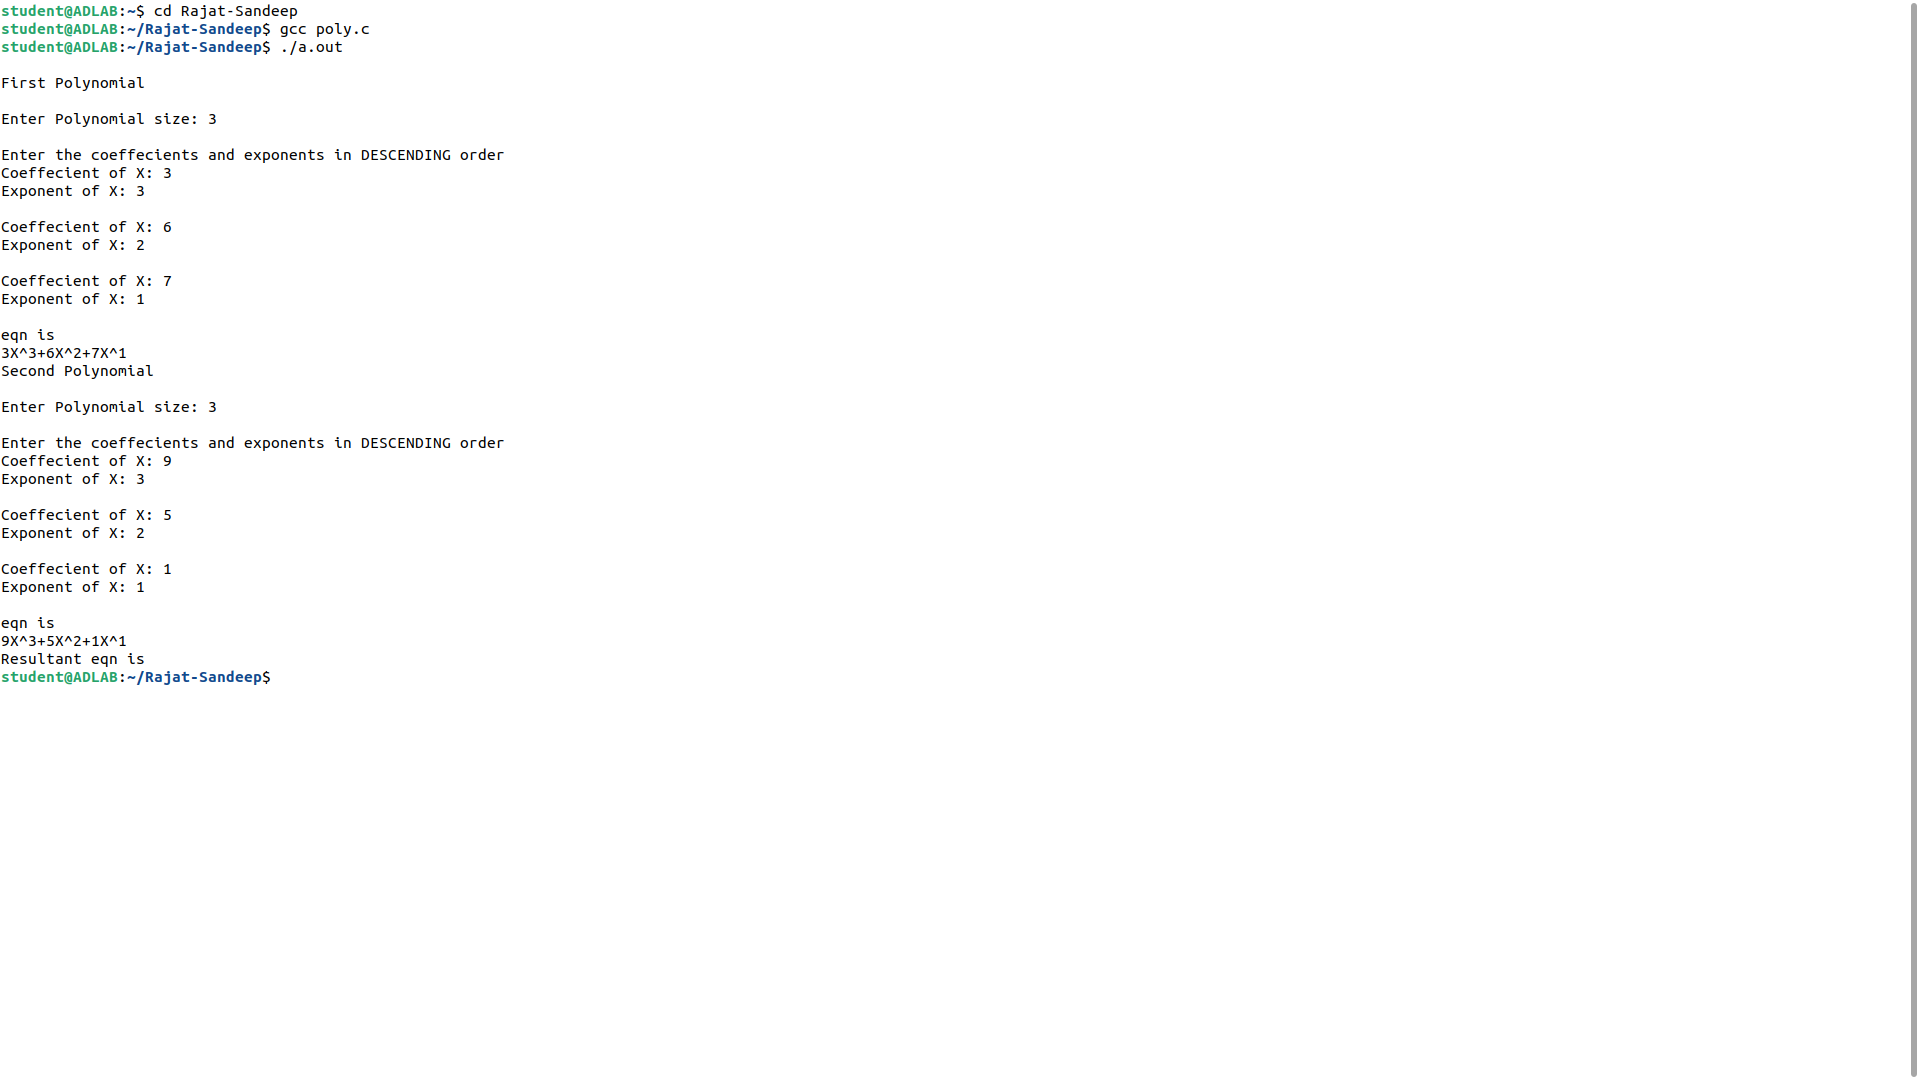 student@ADLAB:~$ cd Rajat-Sandeep
student@ADLAB:~/Rajat-Sandeep$ gcc poly.c
student@ADLAB:~/Rajat-Sandeep$ ./a.out
First Polynomial
Enter Polynomial size: 3
Enter the coeffecients and exponents in DESCENDING order
Coeffecient of X: 3
Exponent of X: 3
Coeffecient of X: 6
Exponent of X: 2
Coeffecient of X: 7
Exponent of X: 1
eqn is
3X^3+6X^2+7X^1
Second Polynomial
Enter Polynomial size: 3
Enter the coeffecients and exponents in DESCENDING order
Coeffecient of X: 9
Exponent of X: 3
Coeffecient of X: 5
Exponent of X: 2
Coeffecient of X: 1
Exponent of X: 1
eqn is
9X^3+5X^2+1X^1
Resultant eqn is
student@ADLAB:~/Rajat-Sandeep$